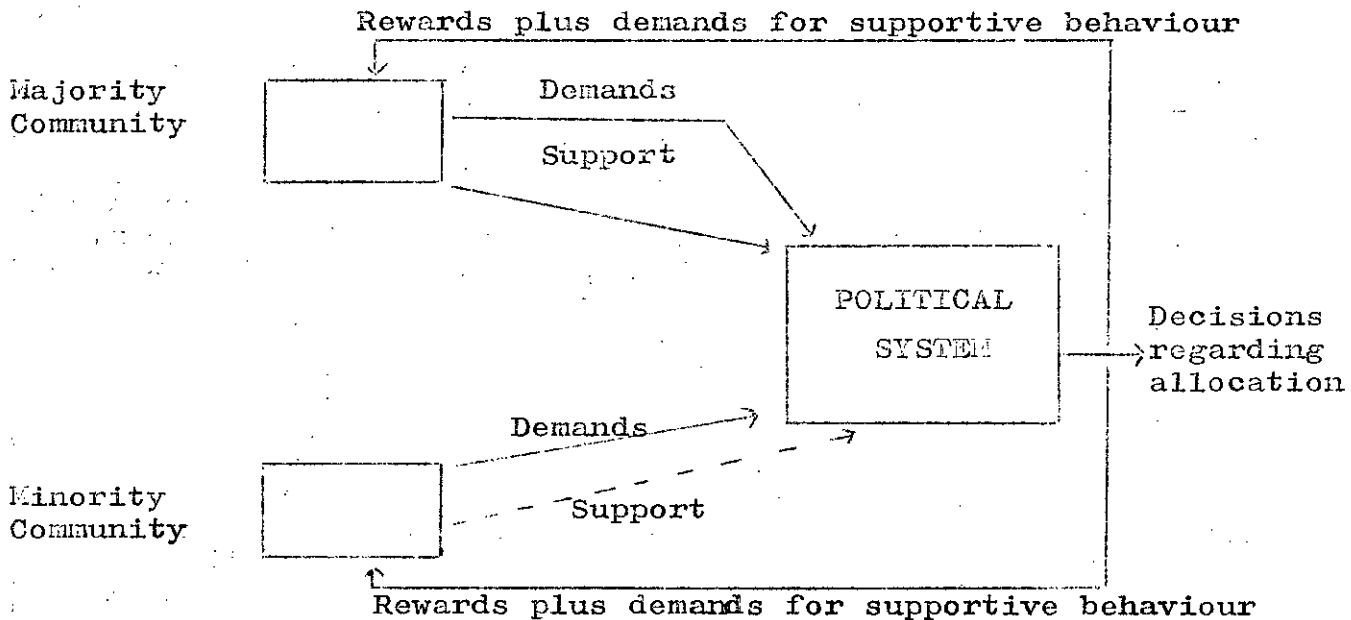 Rewards plus demands for supportive behaviour
Majority
Community
Demands
Support
POLITICAL
SYSTEM
Decisions
regarding
allocation
Demands
Minority
Community
Support
Rewards plus demands for supportive behaviour